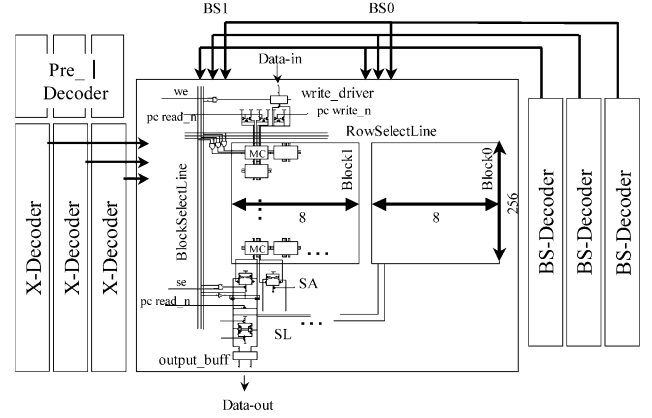 BS1
BS0
Pre_
Decoder
Data-in
we
write_driver
pc read_n
pc write_n
RowSelectLine
MC
Block1
Block0
256
8
8
BlockSelectLine
X-Decoder
X-Decoder
X-Decoder
BS-Decoder
BS-Decoder
BS-Decoder
MC
...
se
SA
pc read_n
SL
...
output_buff
Data-out